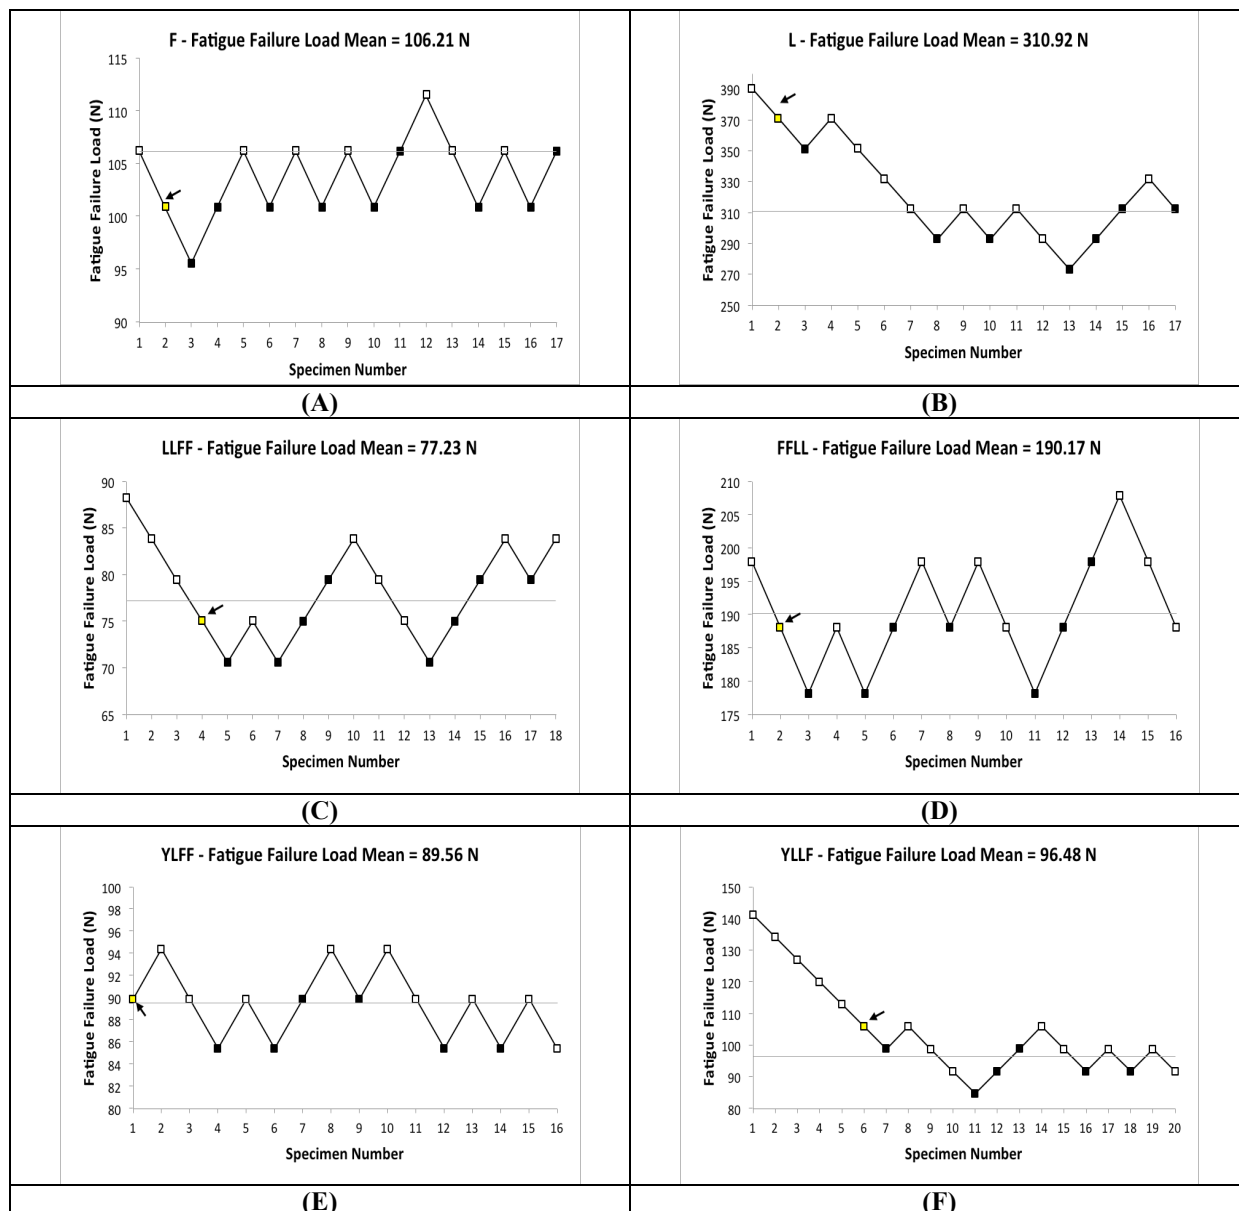 F - Fatigue Failure Load Mean = 106.21 N
Fatigue Failure Load (N)
115
110
105
100
95
90
1 2 3 4 5 6 7 8 9 10 11 12 13 14 15 16 17
Specimen Number
(A)
L - Fatigue Failure Load Mean = 310.92 N
Fatigue Failure Load (N)
390
370
350
330
310
290
270
250
1 2 3 4 5 6 7 8 9 10 11 12 13 14 15 16 17
Specimen Number
(B)
LLFF - Fatigue Failure Load Mean = 77.23 N
Fatigue Failure Load (N)
90
85
80
75
70
65
1 2 3 4 5 6 7 8 9 10 11 12 13 14 15 16 17 18
Specimen Number
(C)
FFLL - Fatigue Failure Load Mean = 190.17 N
Fatigue Failure Load (N)
210
205
200
195
190
185
180
175
1 2 3 4 5 6 7 8 9 10 11 12 13 14 15 16
Specimen Number
(D)
YLFF - Fatigue Failure Load Mean = 89.56 N
Fatigue Failure Load (N)
100
98
96
94
92
90
88
86
84
82
80
1 2 3 4 5 6 7 8 9 10 11 12 13 14 15 16
Specimen Number
(E)
YLLF - Fatigue Failure Load Mean = 96.48 N
Fatigue Failure Load (N)
150
140
130
120
110
100
90
80
1 2 3 4 5 6 7 8 9 10 11 12 13 14 15 16 17 18 19 20
Specimen Number
(F)